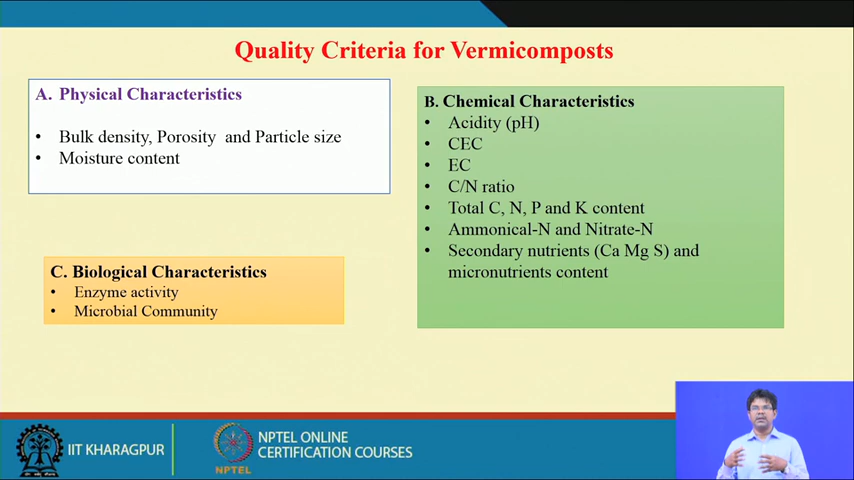 Quality Criteria for Vermicomposts
A. Physical Characteristics
• Bulk density, Porosity and Particle size
• Moisture content
B. Chemical Characteristics
• Acidity (pH)
• CEC
• EC
• C/N ratio
• Total C, N, P and K content
• Ammonical-N and Nitrate-N
• Secondary nutrients (Ca Mg S) and
micronutrients content
C. Biological Characteristics
• Enzyme activity
• Microbial Community
IIT KHARAGPUR
NPTEL
NPTEL ONLINE
CERTIFICATION COURSES